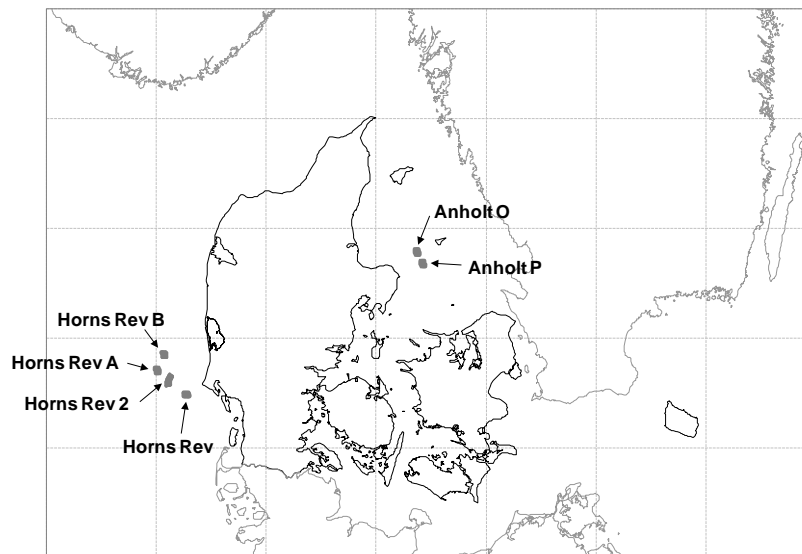 Anholt O
Anholt P
Horns Rev B
Horns Rev A
Horns Rev 2
Horns Rev